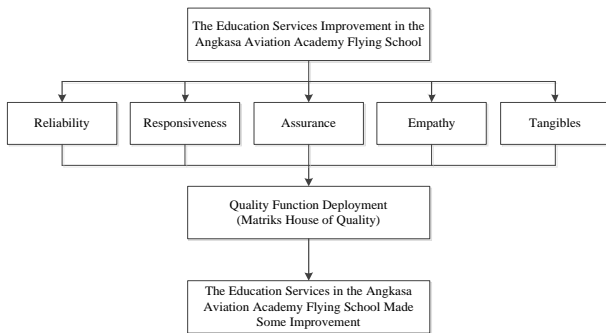 The Education Services Improvement in the
Angkasa Aviation Academy Flying School
Reliability
Responsiveness
Assurance
Empathy
Tangibles
Quality Function Deployment
(Matriks House of Quality)
The Education Services in the Angkasa
Aviation Academy Flying School Made
Some Improvement